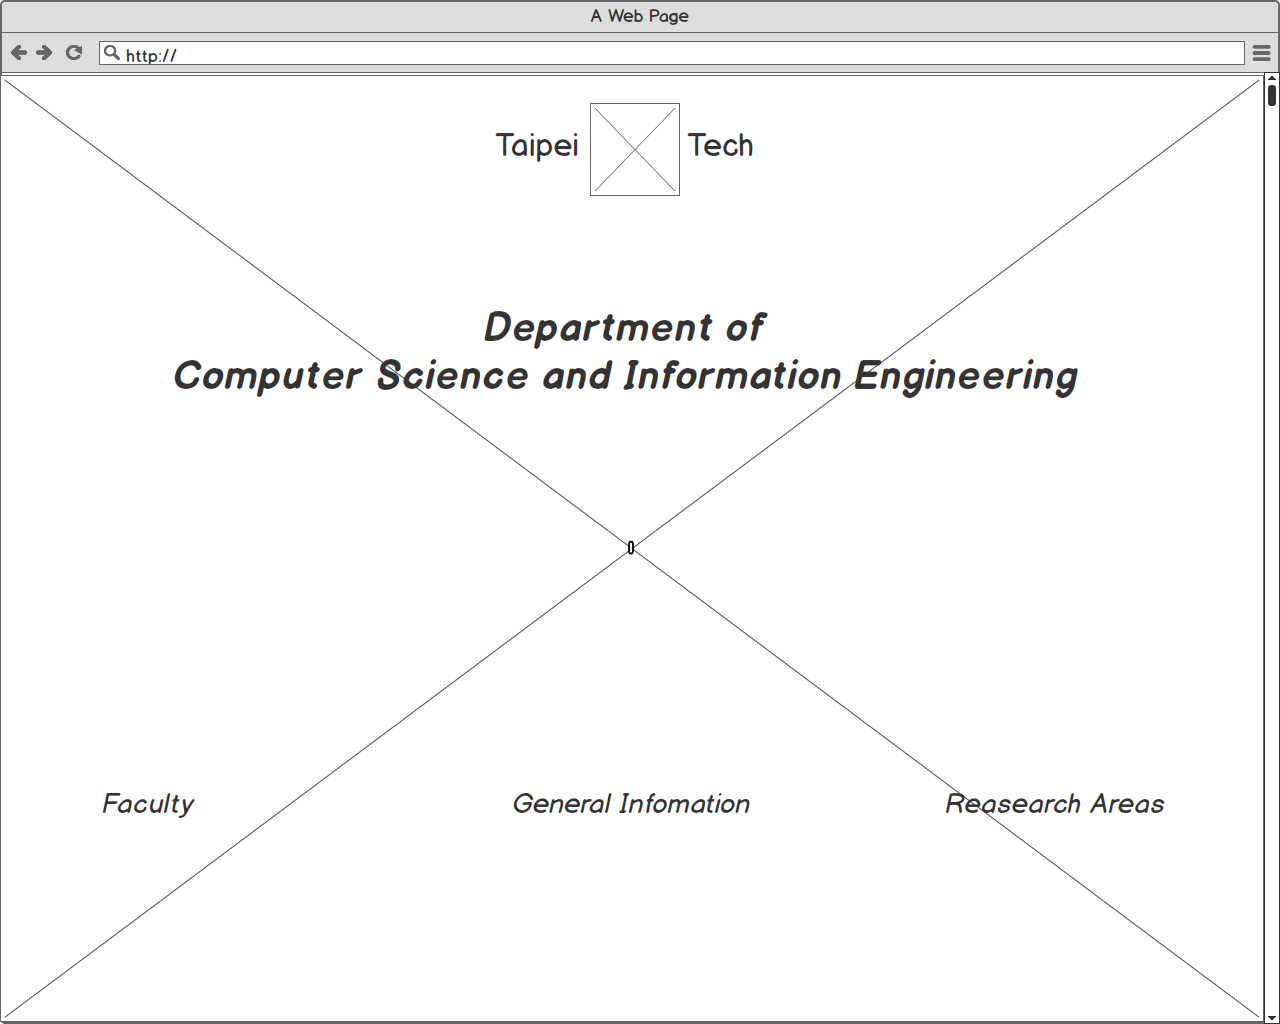 A Web Page
http://
Taipei Tech
Department of
Computer Science and Information Engineering
Faculty
General Infomation
Reasearch Areas